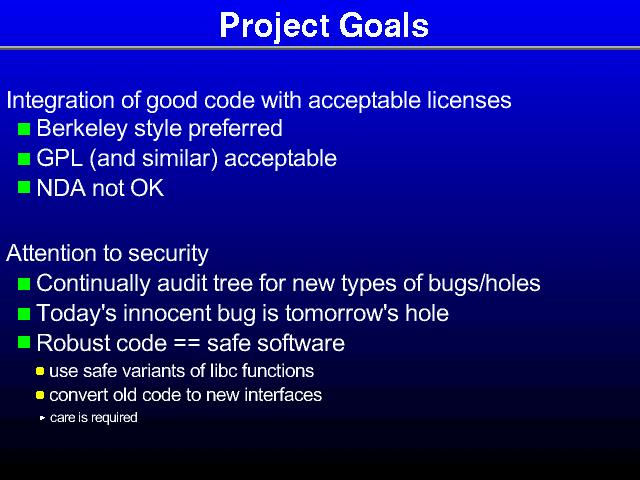 Project Goals
Integration of good code with acceptable licenses
Berkeley style preferred
GPL (and similar) acceptable
NDA not OK
Attention to security
Continually audit tree for new types of bugs/holes
Today's innocent bug is tomorrow's hole
Robust code == safe software
use safe variants of libc functions
convert old code to new interfaces
care is required